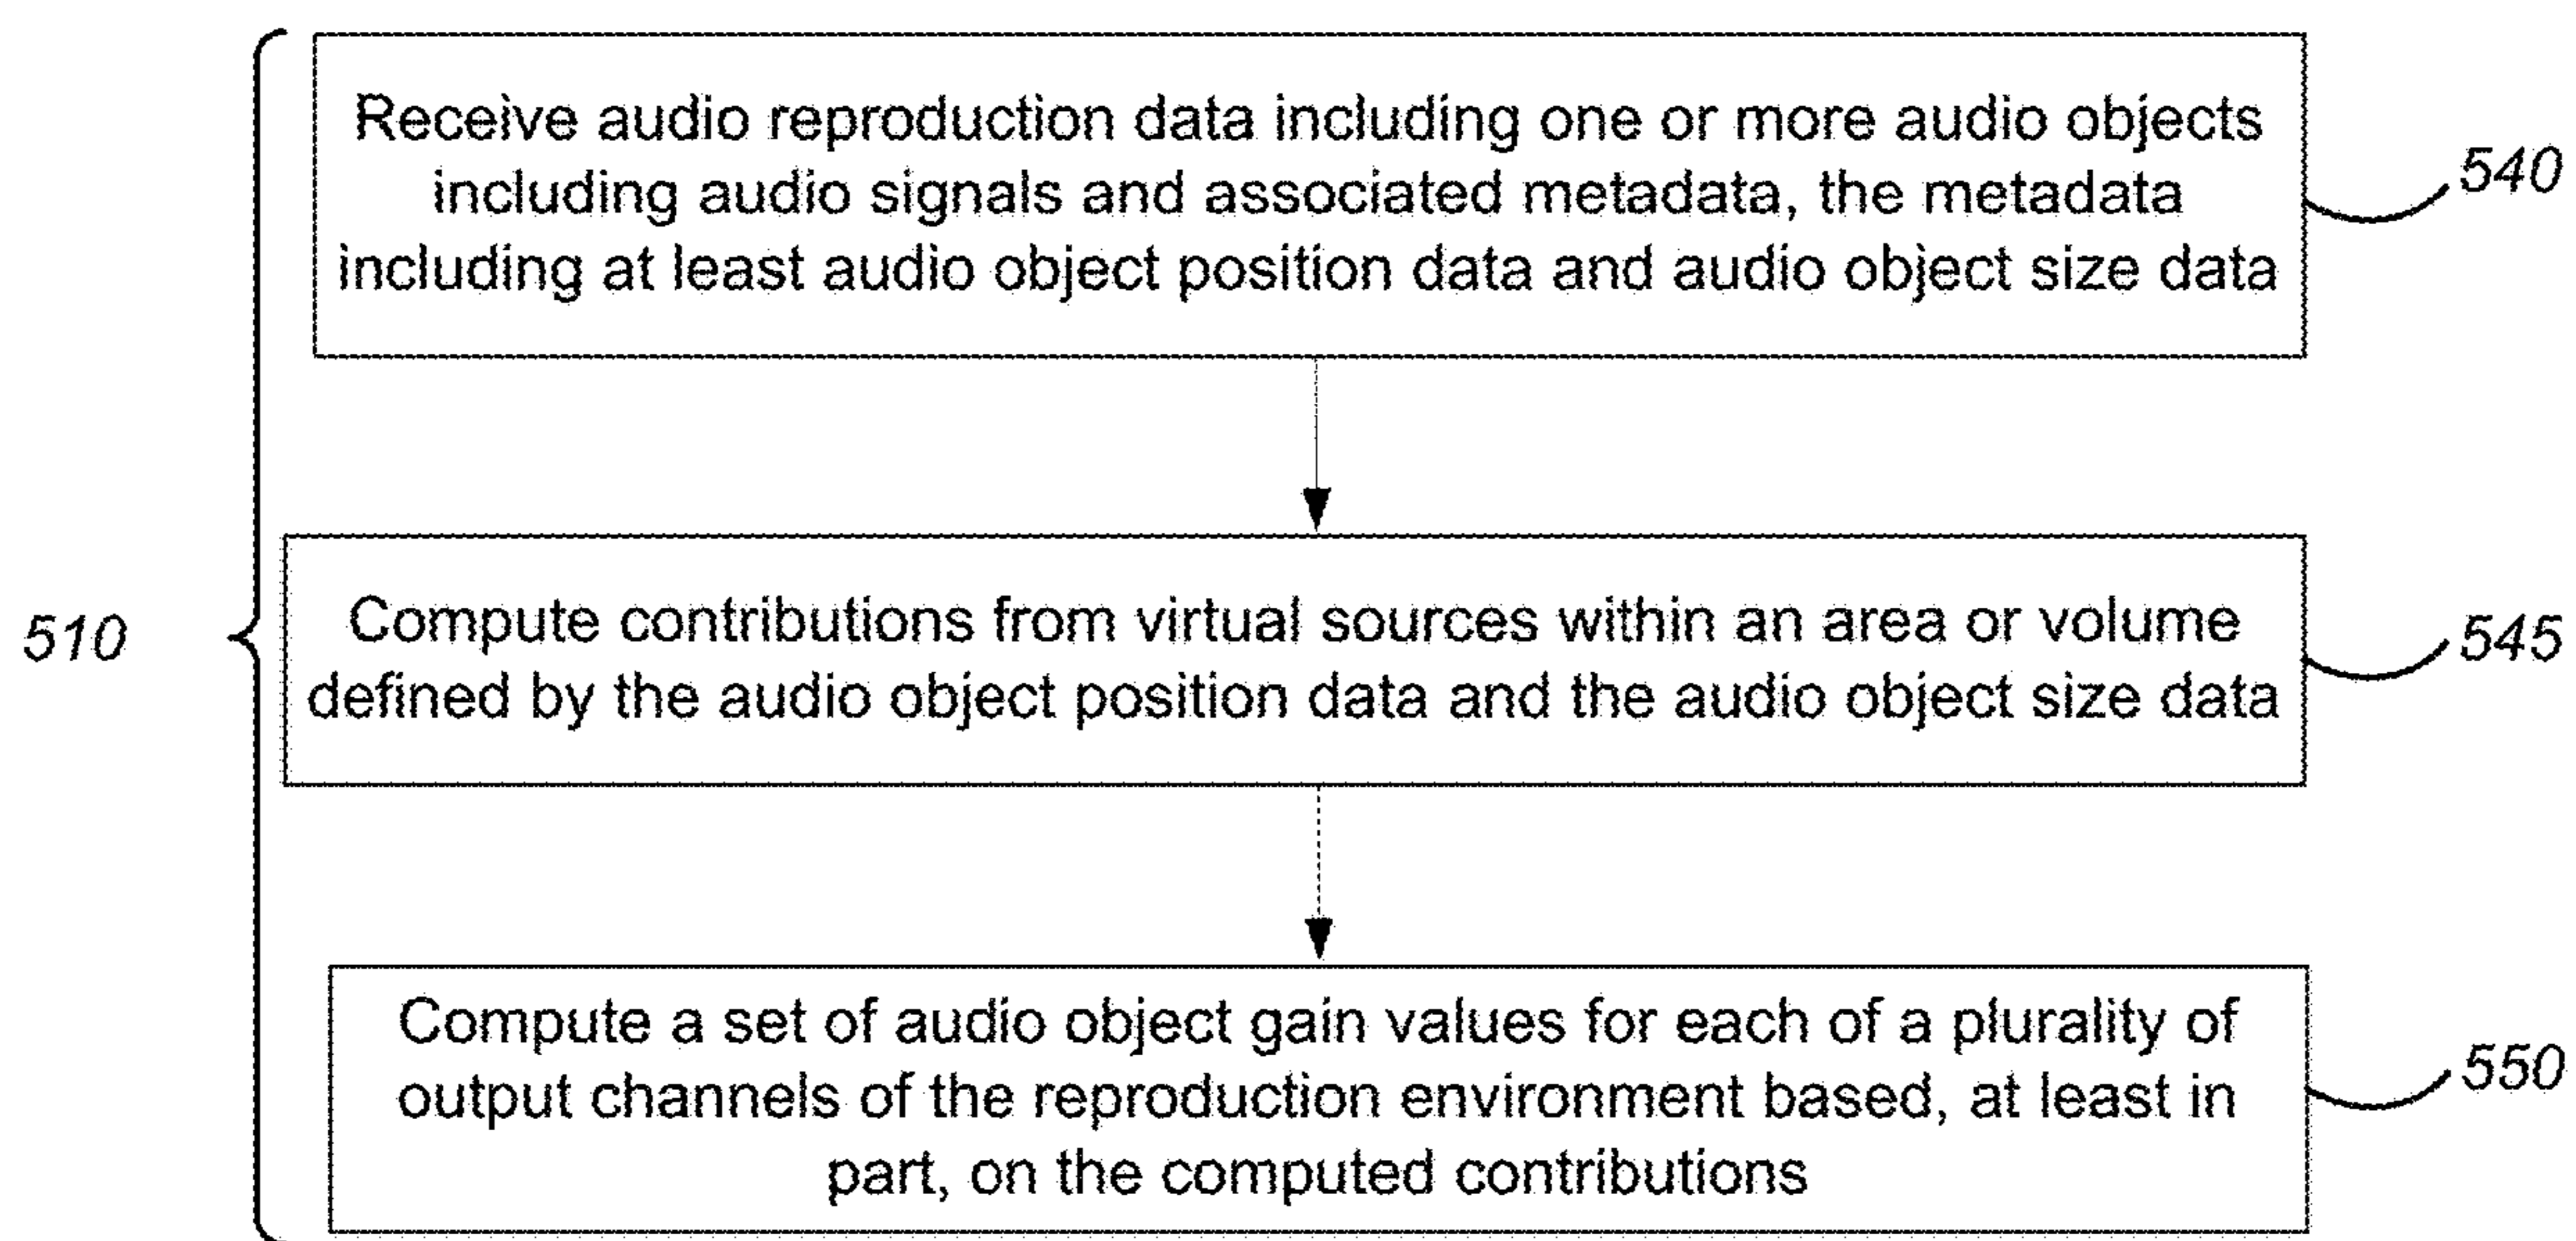 Receive audio reproduction data including one or more audio objects
including audio signals and associated metadata, the metadata
including at least audio object position data and audio object size data
540
510
Compute contributions from virtual sources within an area or volume
defined by the audio object position data and the audio object size data
545
Compute a set of audio object gain values for each of a plurality of
output channels of the reproduction environment based, at least in
part, on the computed contributions
550